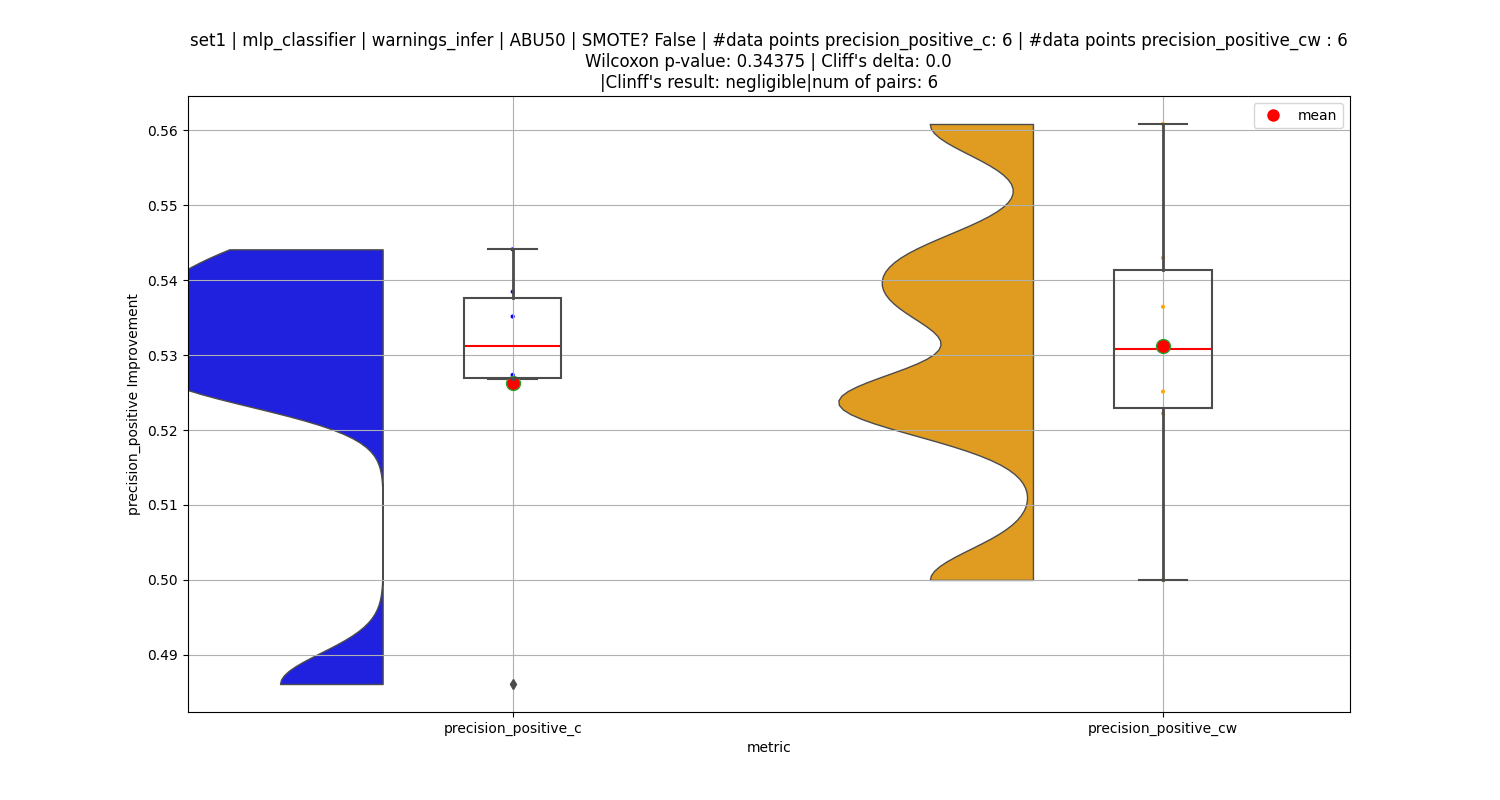 set1 | mlp_classifier | warnings_infer | ABU50 | SMOTE? False | #data points precision_positive_c: 6 | #data points precision_positive_cw : 6
Wilcoxon p-value: 0.34375 | Cliff's delta: 0.0
|Clinff's result: negligible|num of pairs: 6
mean
0.56
0.55
0.54
0.53
0.52
0.51
0.50
0.49
precision_positive Improvement
precision_positive_c
precision_positive_cw
metric